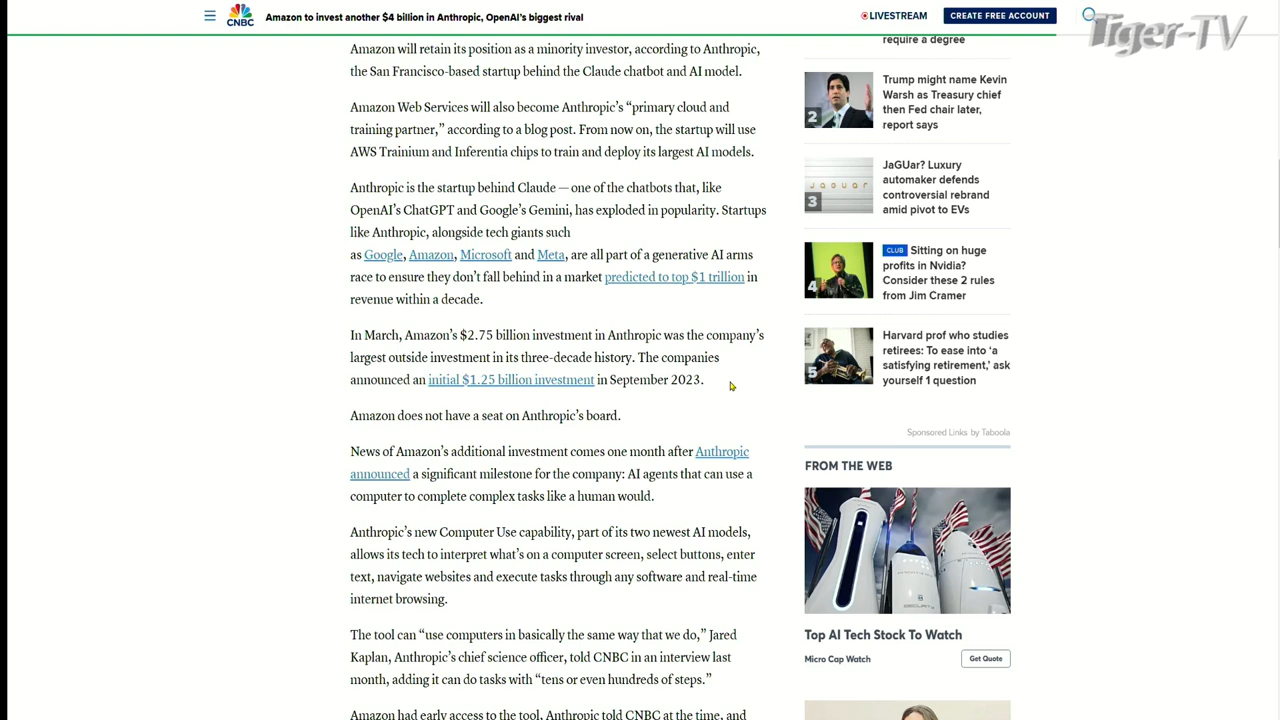 CNBC
Amazon to invest another $4 billion in Anthropic, OpenAI's biggest rival
LIVESTREAM
CREATE FREE ACCOUNT
Tiger-TV
Amazon will retain its position as a minority investor, according to Anthropic,
the San Francisco-based startup behind the Claude chatbot and AI model.
Amazon Web Services will also become Anthropic's “primary cloud and
training partner,” according to a blog post. From now on, the startup will use
AWS Trainium and Inferentia chips to train and deploy its largest AI models.
Anthropic is the startup behind Claude — one of the chatbots that, like
OpenAI's ChatGPT and Google's Gemini, has exploded in popularity. Startups
like Anthropic, alongside tech giants such
as Google, Amazon, Microsoft and Meta, are all part of a generative AI arms
race to ensure they don't fall behind in a market predicted to top $1 trillion in
revenue within a decade.
In March, Amazon's $2.75 billion investment in Anthropic was the company's
largest outside investment in its three-decade history. The companies
announced an initial $1.25 billion investment in September 2023.
Amazon does not have a seat on Anthropic's board.
News of Amazon's additional investment comes one month after Anthropic
announced a significant milestone for the company: AI agents that can use a
computer to complete complex tasks like a human would.
Anthropic's new Computer Use capability, part of its two newest AI models,
allows its tech to interpret what's on a computer screen, select buttons, enter
text, navigate websites and execute tasks through any software and real-time
internet browsing.
The tool can “use computers in basically the same way that we do,” Jared
Kaplan, Anthropic's chief science officer, told CNBC in an interview last
month, adding it can do tasks with “tens or even hundreds of steps.”
Amazon had early access to the tool, Anthropic told CNBC at the time, and
require a degree
2
Trump might name Kevin
Warsh as Treasury chief
then Fed chair later,
report says
JAGUAR
3
JaGUar? Luxury
automaker defends
controversial rebrand
amid pivot to EVs
4
CLUB Sitting on huge
profits in Nvidia?
Consider these 2 rules
from Jim Cramer
5
Harvard prof who studies
retirees: To ease into ‘a
satisfying retirement,’ ask
yourself 1 question
Sponsored Links by Taboola
FROM THE WEB
Top AI Tech Stock To Watch
Micro Cap Watch
Get Quote